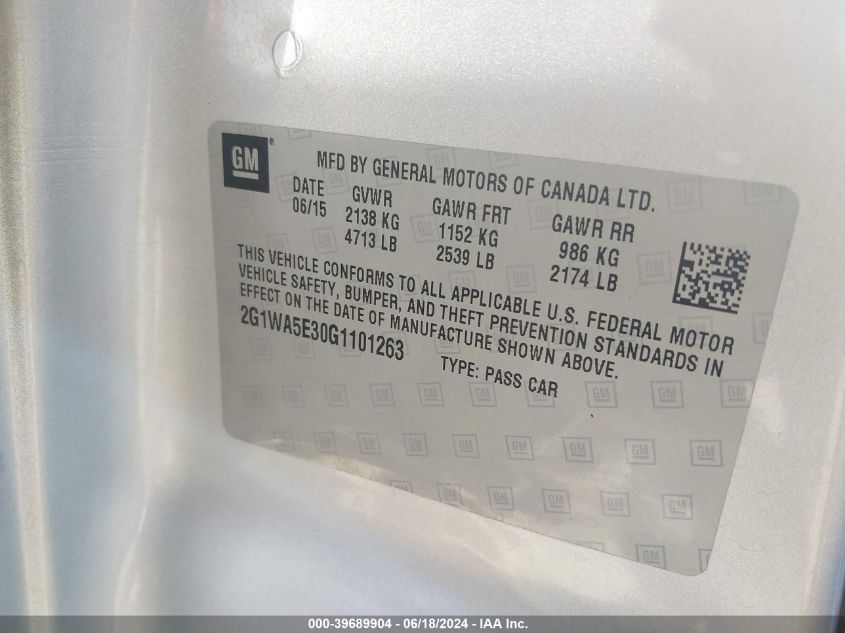 GM
MFD BY GENERAL MOTORS OF CANADA LTD.
DATE GVWR GAWR FRT GAWR RR
06/15 2138 KG 1152 KG 986 KG
4713 LB 2539 LB 2174 LB
THIS VEHICLE CONFORMS TO ALL APPLICABLE U.S. FEDERAL MOTOR
VEHICLE SAFETY, BUMPER, AND THEFT PREVENTION STANDARDS IN
EFFECT ON THE DATE OF MANUFACTURE SHOWN ABOVE.
2G1WA5E30G1101263 TYPE: PASS CAR
000-39689904 / 06/18/2024 - IAA Inc.